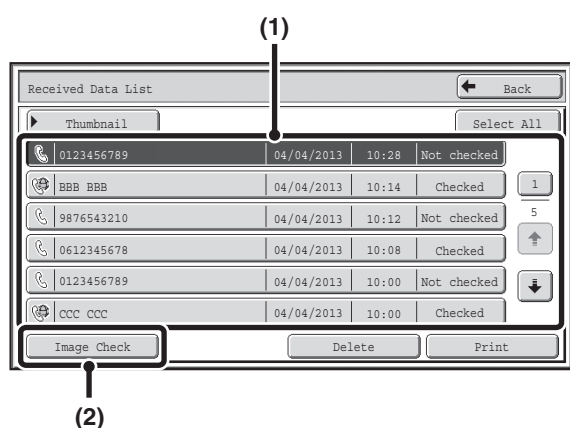 (1)
Received Data List
Back
Thumbnail
Select All
0123456789 04/04/2013 10:28 Not checked
BBB BBB 04/04/2013 10:14 Checked
1
9876543210 04/04/2013 10:12 Not checked
5
0612345678 04/04/2013 10:08 Checked
0123456789 04/04/2013 10:00 Not checked
CCC CCC 04/04/2013 10:00 Checked
Image Check
Delete
Print
(2)